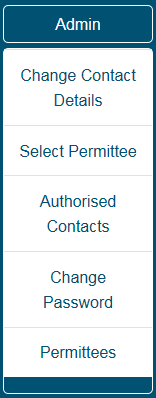 Admin
Change Contact
Details
Select Permittee
Authorised
Contacts
Change
Password
Permittees